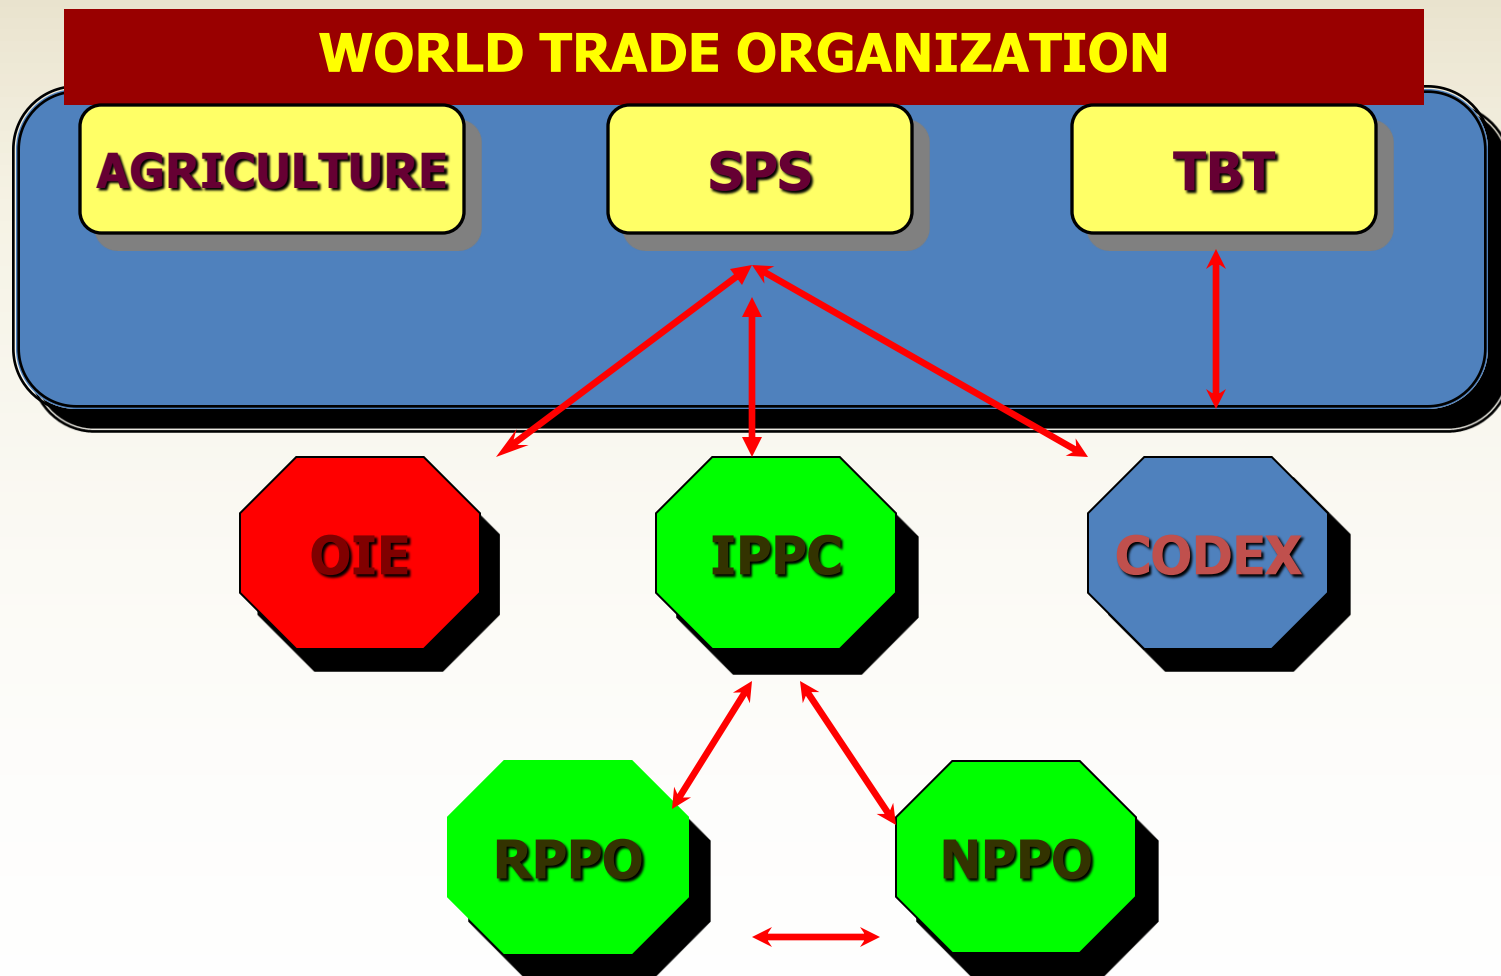 WORLD TRADE ORGANIZATION
AGRICULTURE
SPS
TBT
OIE
IPPC
CODEX
RPPO
NPPO